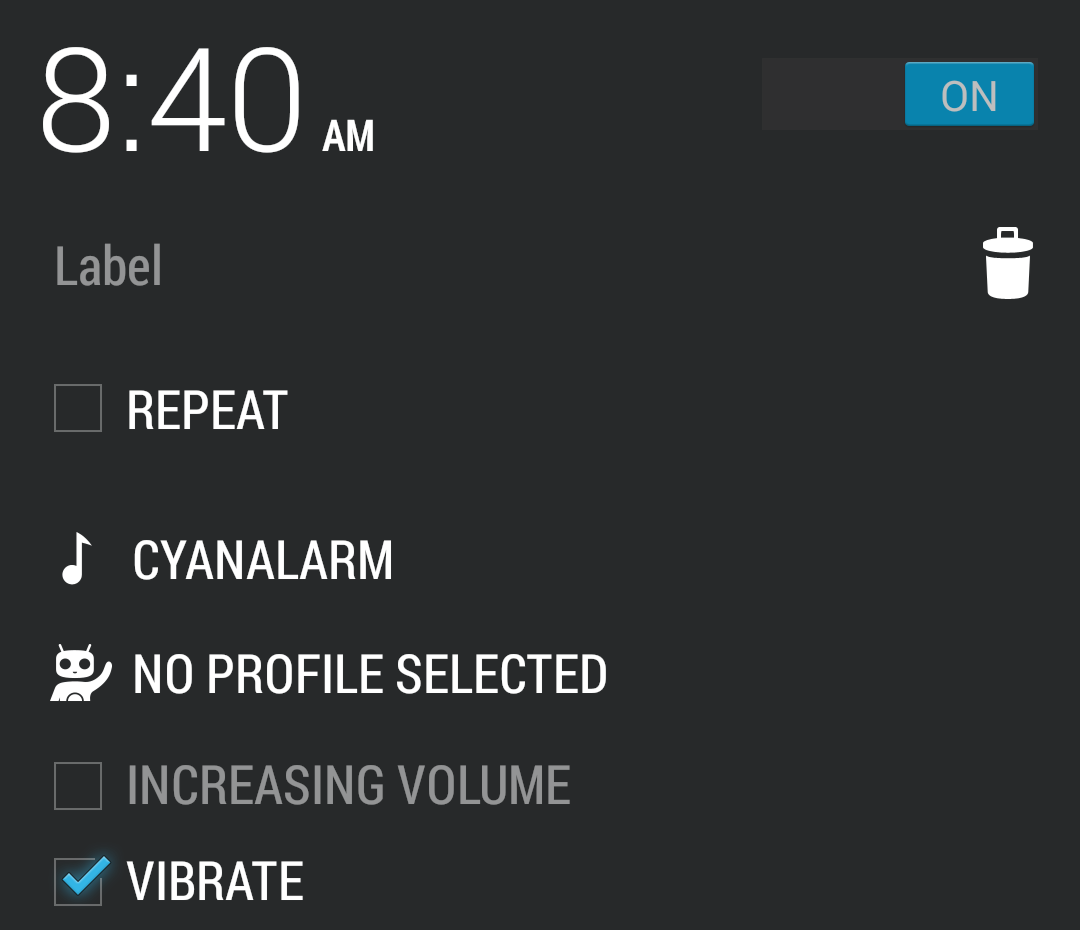 8:40 AM
ON
Label
REPEAT
CYANALARM
NO PROFILE SELECTED
INCREASING VOLUME
VIBRATE